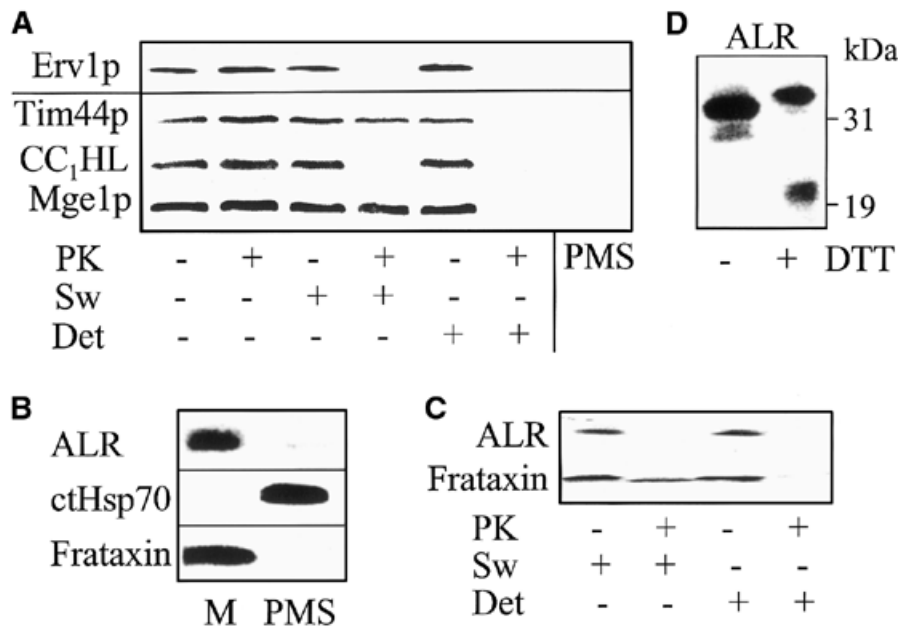 A
Erv1p
Tim44p
CC₁HL
Mge1p
PK - + - + - + PMS
Sw - - + + - -
Det - - - - + +
D
ALR
kDa
31
19
- + DTT
B
ALR
ctHsp70
Frataxin
M PMS
C
ALR
Frataxin
PK - + - +
Sw + + - -
Det - - + +